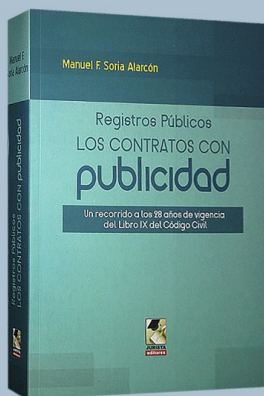 Manuel F. Soria Alarcón
Registros Públicos
LOS CONTRATOS CON
publicidad
Un recorrido a los 28 años de vigencia
del Libro IX del Código Civil
JURISTA
editores
Manuel F.
Soria Alarcón
Registros Públicos
LOS CONTRATOS CON publicidad